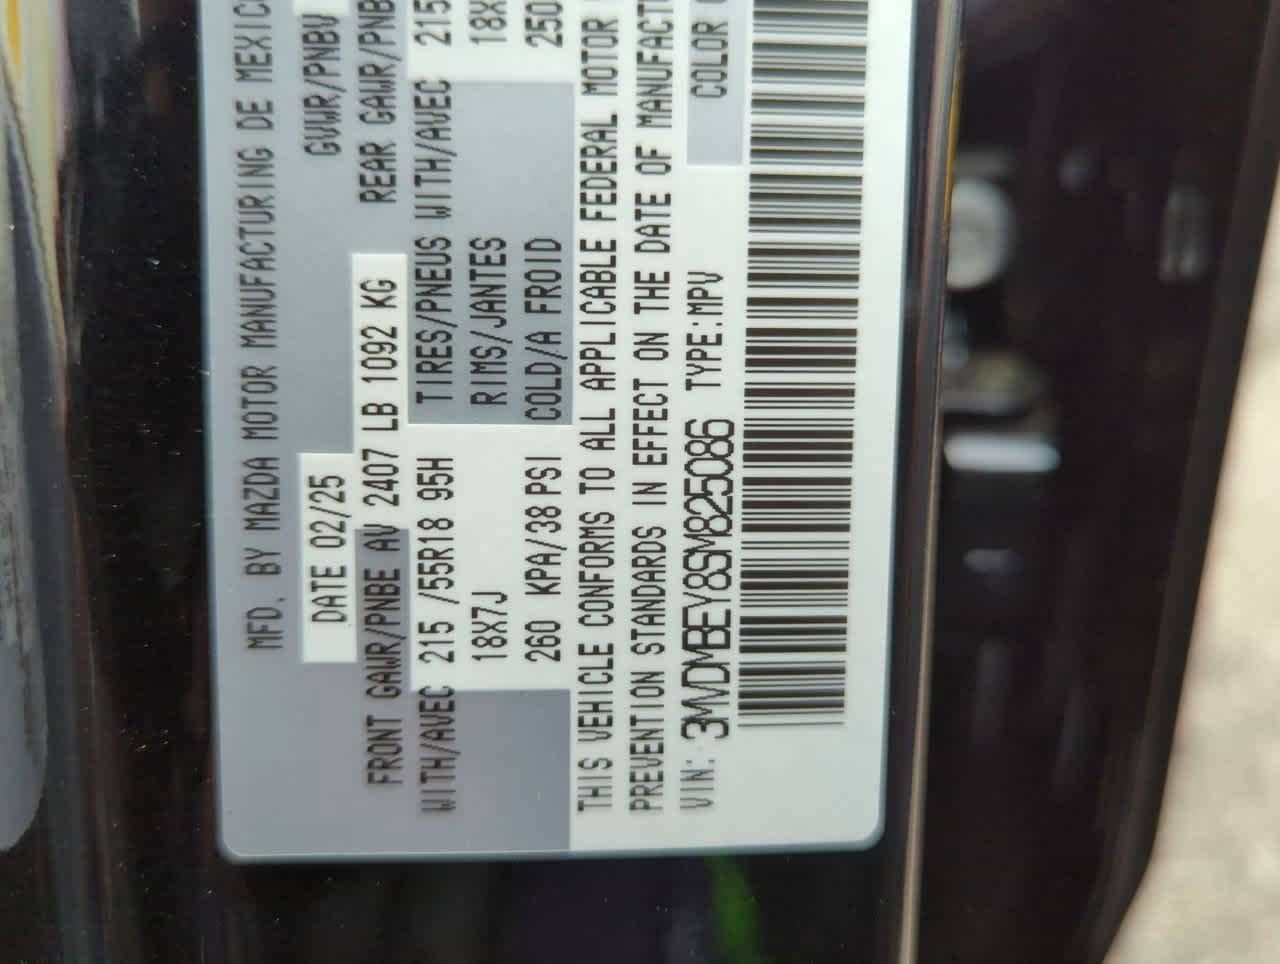 MFD. BY MAZDA MOTOR MANUFACTURING DE MEXICO
DATE 02/25 GVWR/PNBV
FRONT GAWR/PNBE AV 2407 LB 1092 KG REAR GAWR/PNB
WITH/AVEC 215 /55R18 95H TIRES/PNEUS WITH/AVEC 215
18X7J RIMS/JANTES 18X
260 KPA/38 PSI COLD/A FROID 250
THIS VEHICLE CONFORMS TO ALL APPLICABLE FEDERAL MOTOR
PREVENTION STANDARDS IN EFFECT ON THE DATE OF MANUFACT
VIN: 3MVDMBEY8SM825086 TYPE:MPV COLOR